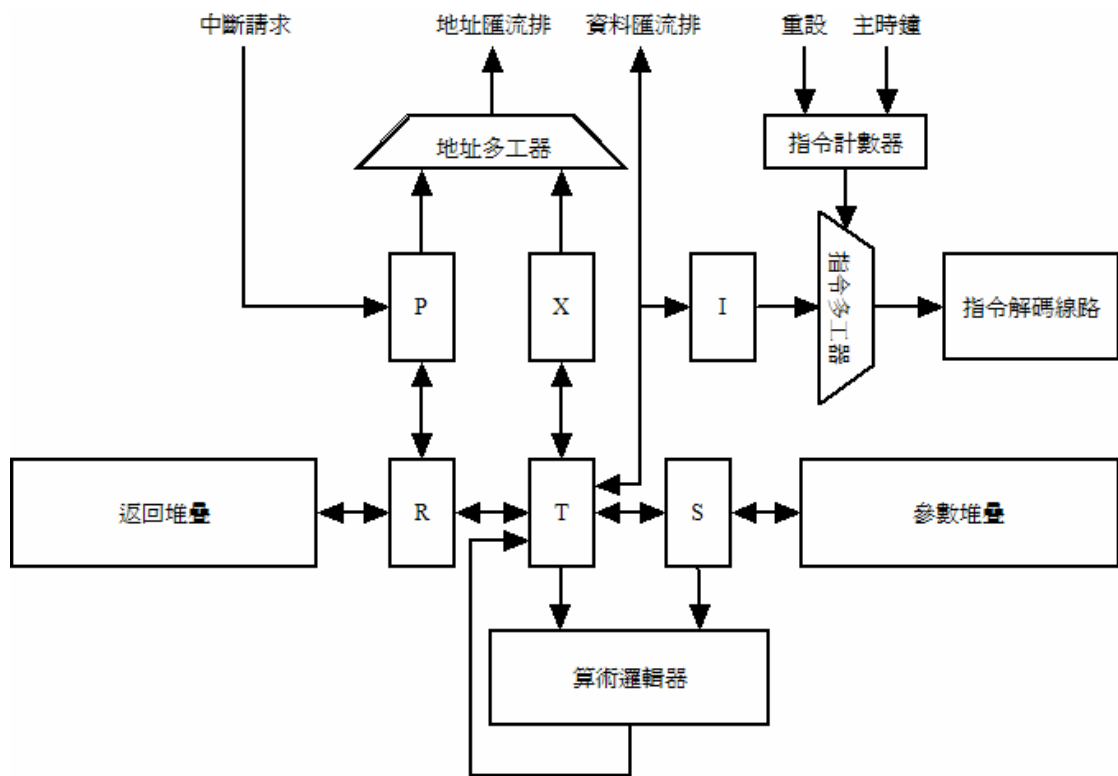 中斷請求
地址匯流排
資料匯流排
重設
主時鐘
地址多工器
指令計數器
P
X
I
指令多工器
指令解碼線路
返回堆疊
R
T
S
參數堆疊
算術邏輯器